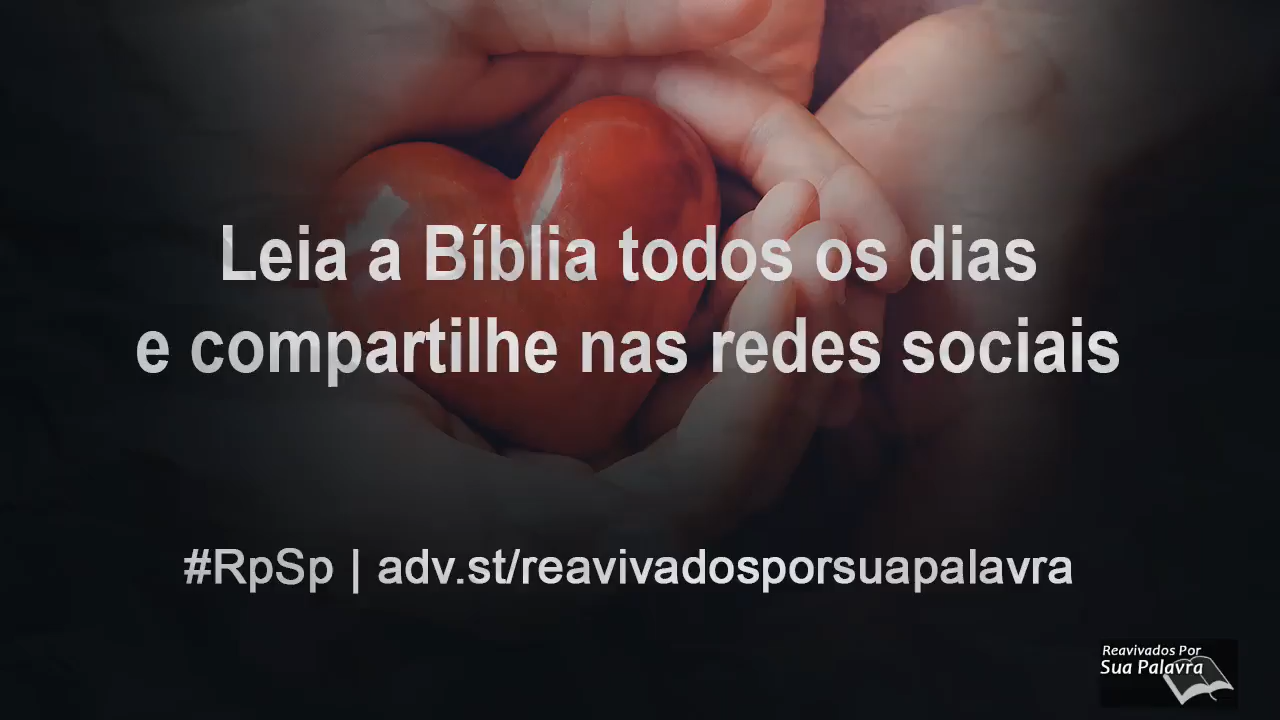 Leia a Bíblia todos os dias
e compartilhe nas redes sociais
#RpSp | adv.st/reavivadosporsuapalavra
Reavivados Por
Sua Palavra